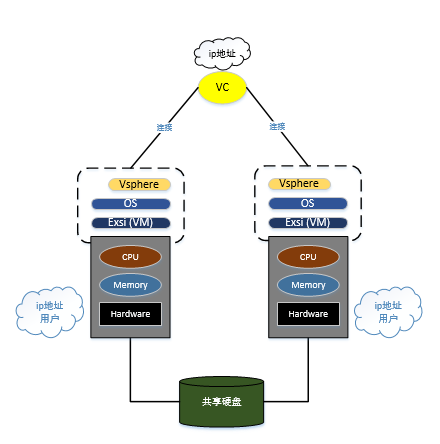 ip地址
VC
连接
连接
Vsphere
Vsphere
OS
OS
Exsi (VM)
Exsi (VM)
CPU
CPU
Memory
Memory
ip地址
用户
ip地址
用户
Hardware
Hardware
共享硬盘